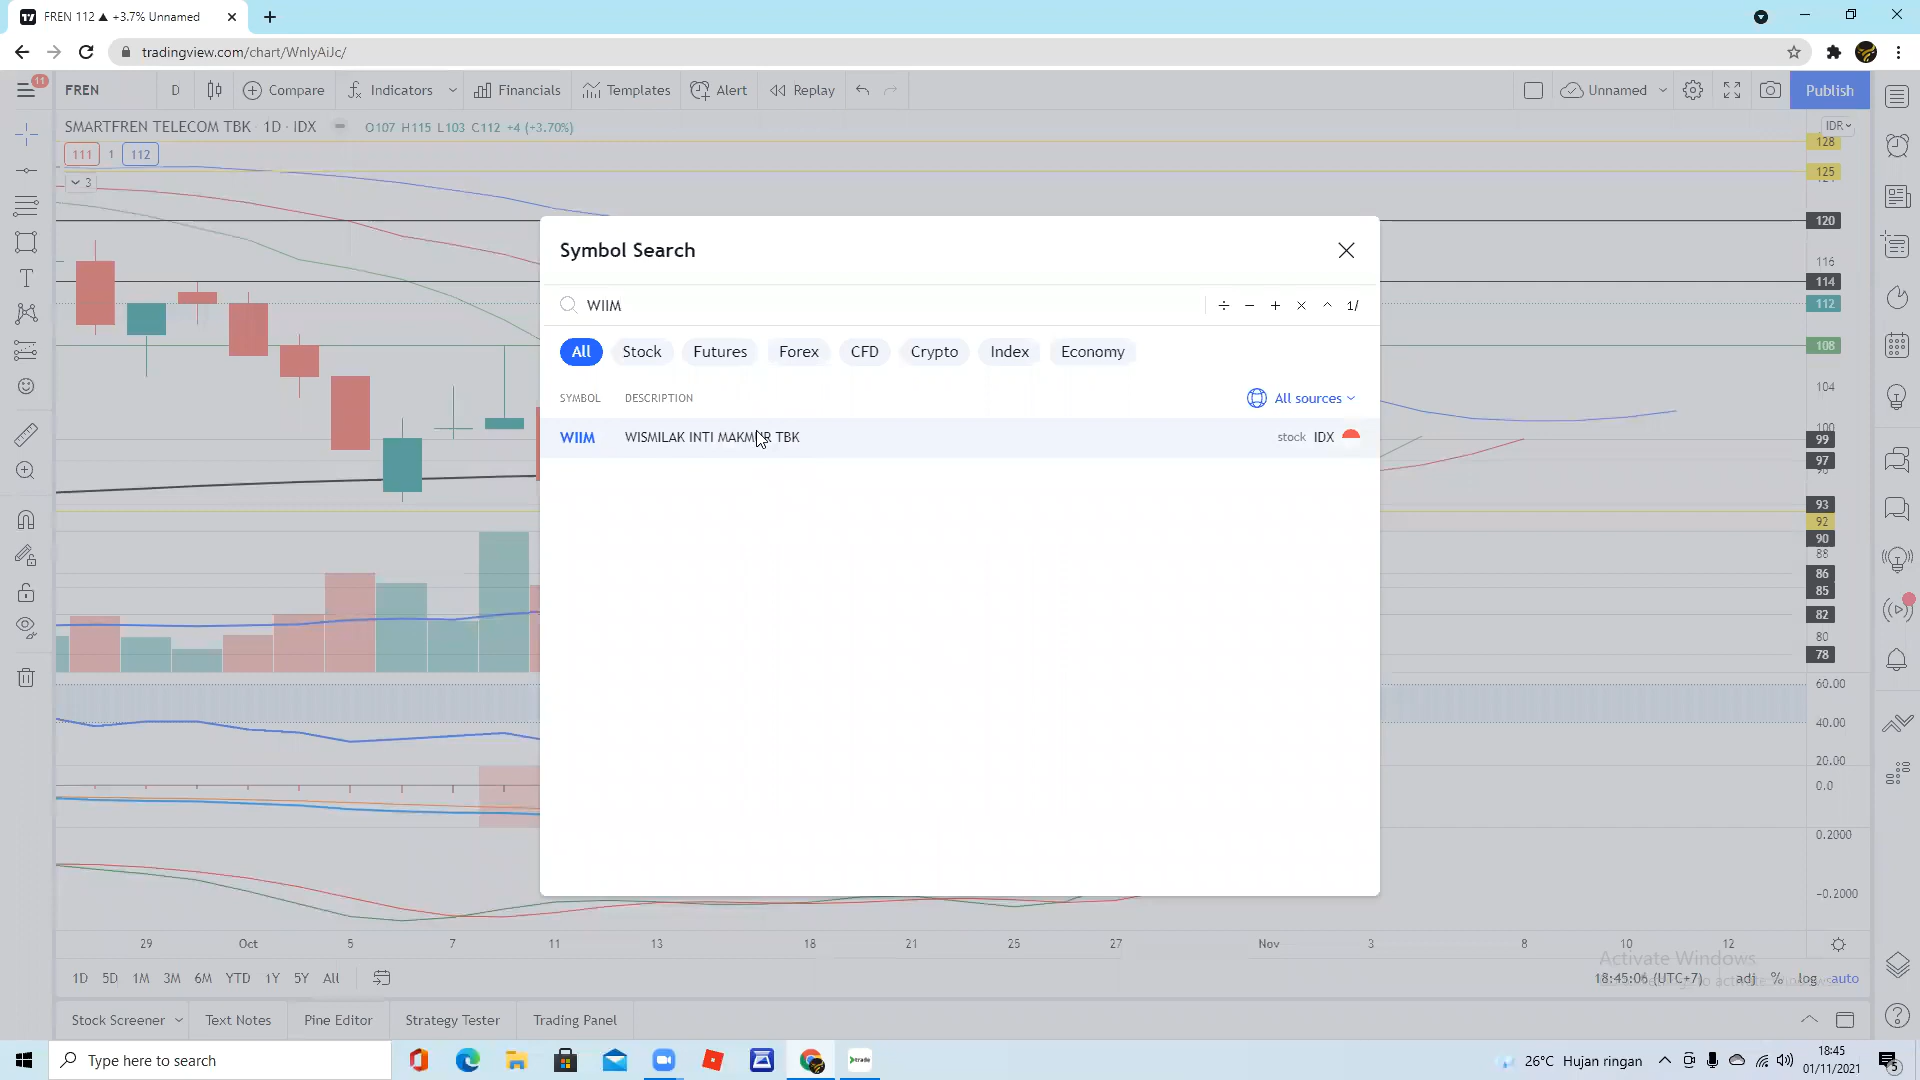 FREN 112 ▲ +3.7% Unnamed
tradingview.com/chart/WnlyAiJc/
11
FREN
D
Compare
Indicators
Financials
Templates
Alert
Replay
Unnamed
Publish
SMARTFREN TELECOM TBK · 1D · IDX
O107 H115 L103 C112 +4 (+3.70%)
IDR
111 1 112
3
128
125
120
116
114
112
108
104
100
99
97
93
92
90
88
86
85
82
80
78
60.00
40.00
20.00
0.0
0.2000
-0.2000
Symbol Search
WIIM
÷ − + × ^ 1/
All Stock Futures Forex CFD Crypto Index Economy
SYMBOL DESCRIPTION All sources
WIIM WISMILAK INTI MAKMUR TBK stock IDX
29 Oct 5 7 11 13 18 21 25 27 Nov 3 8 10 12
Activate Windows
1D 5D 1M 3M 6M YTD 1Y 5Y All
18:45:06 (UTC+7) adj % log auto
Stock Screener Text Notes Pine Editor Strategy Tester Trading Panel
Type here to search
trade
26°C Hujan ringan
18:45
01/11/2021
5